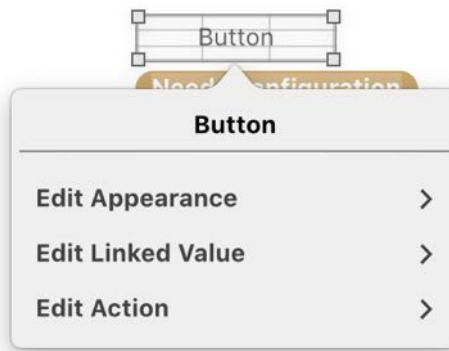 Button
Button
Edit Appearance
Edit Linked Value
Edit Action